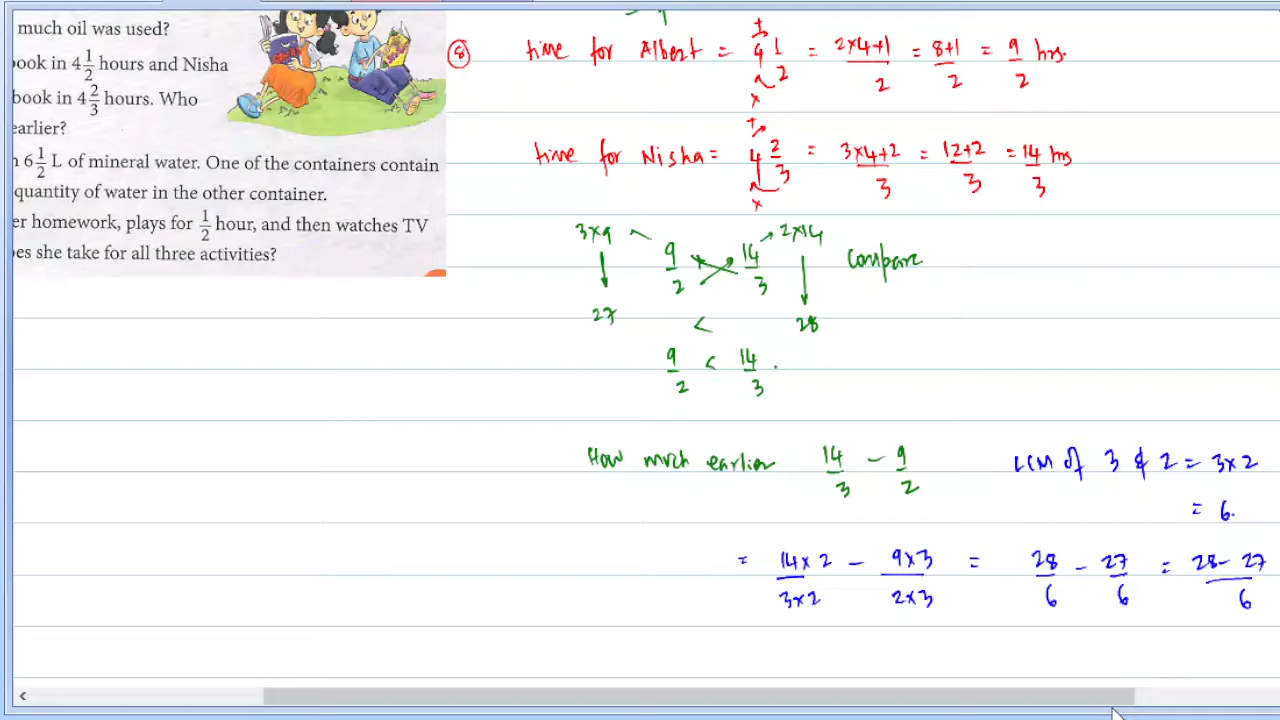 much oil was used?
ook in 4 1/2 hours and Nisha
book in 4 2/3 hours. Who
earlier?
6 1/2 L of mineral water. One of the containers contain
quantity of water in the other container.
er homework, plays for 1/2 hour, and then watches TV
es she take for all three activities?
8 time for Albert = 4 1/2 = 2×4+1/2 = 8+1/2 = 9/2 hrs.
+
×
time for Nisha = 4 2/3 = 3×4+2/3 = 12+2/3 = 14/3 hrs
+
×
3×9 9/2 14/3 2×14 compare
27 < 28
9/2 < 14/3 .
How much earlier 14/3 - 9/2 LCM of 3 & 2 = 3×2
= 6.
= 14×2/3×2 - 9×3/2×3 = 28/6 - 27/6 = 28-27/6